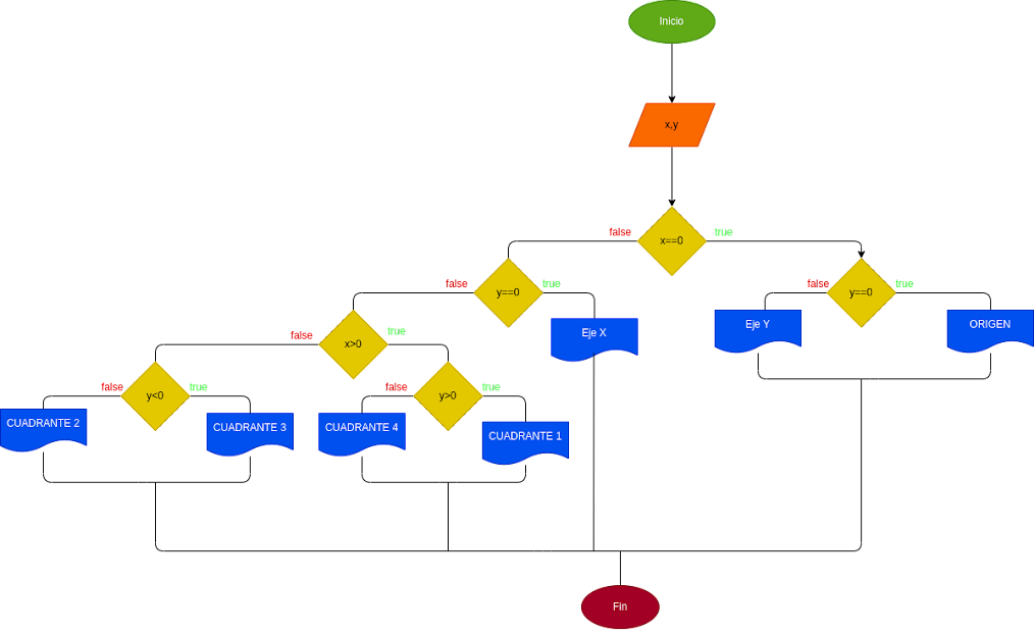 Inicio
x,y
false
x==0
true
false
y==0
true
false
y==0
true
false
x>0
true
Eje X
Eje Y
ORIGEN
false
y<0
true
false
y>0
true
CUADRANTE 2
CUADRANTE 3
CUADRANTE 4
CUADRANTE 1
Fin